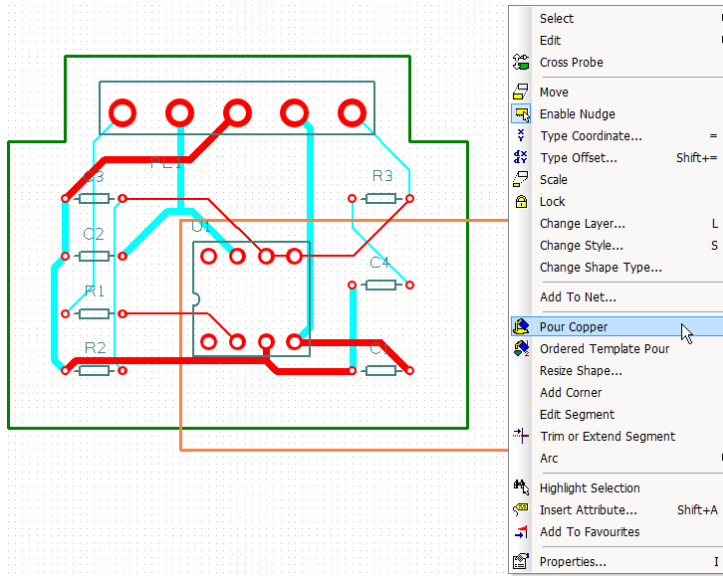 Select
Edit
Cross Probe
Move
Enable Nudge
Type Coordinate... =
Type Offset... Shift+=
Scale
Lock
Change Layer... L
Change Style... S
Change Shape Type...
Add To Net...
Pour Copper
Ordered Template Pour
Resize Shape...
Add Corner
Edit Segment
Trim or Extend Segment
Arc
Highlight Selection
Insert Attribute... Shift+A
Add To Favourites
Properties... I
PL1
R3
C2
U1
C4
R1
R2